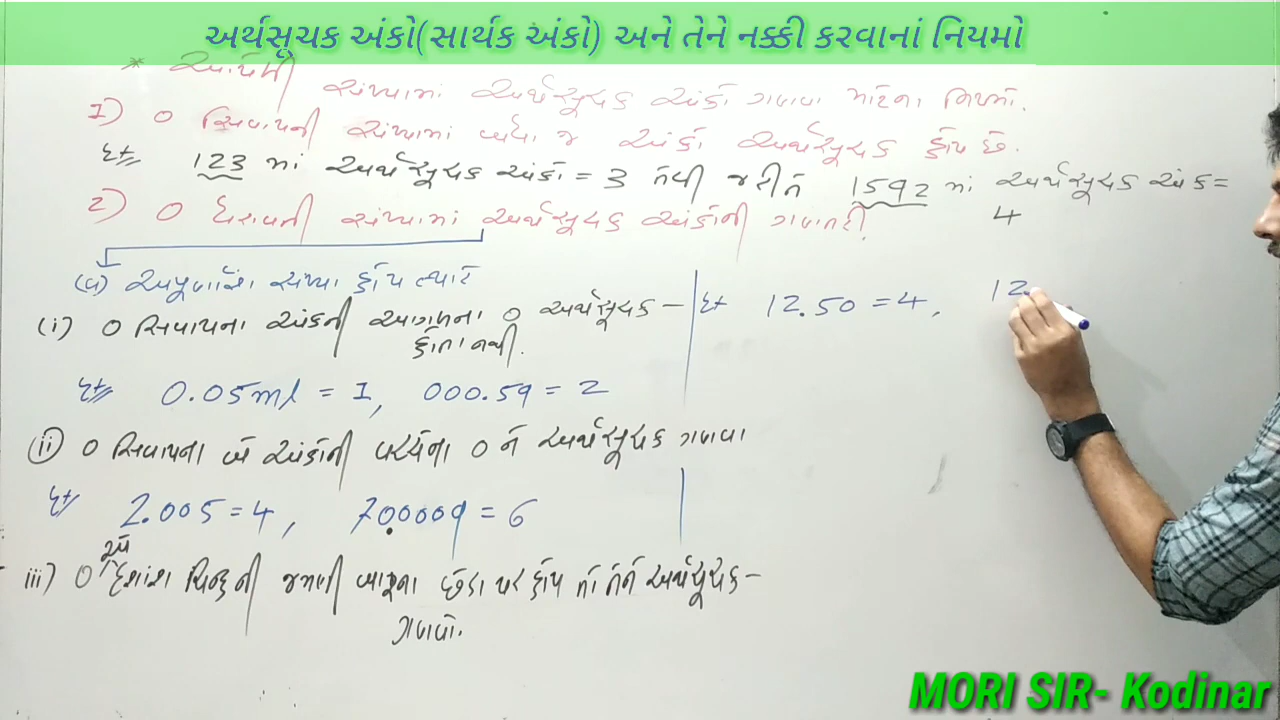 અર્થસૂચક અંકો(સાર્થક અંકો) અને તેને નક્કી કરવાનાં નિયમો
* આપેલી સંખ્યામાં અર્થસૂચક અંકો ગણવા માટેના નિયમો.
1) 0 સિવાયની સંખ્યામાં બધા જ અંકો અર્થસૂચક હોય છે.
દા.ત. 123 માં અર્થસૂચક અંકો = 3 તેવી જ રીતે 1592 માં અર્થસૂચક અંક = 4
2) 0 ધરાવતી સંખ્યામાં અર્થસૂચક અંકોની ગણતરી.
અપૂર્ણાંક સંખ્યા હોય ત્યારે
(i) 0 સિવાયના અંકની આગળના 0 અર્થસૂચક – હોતા નથી.
દા.ત. 0.05ml = 1, 000.59 = 2
(ii) 0 સિવાયના બે અંકોની વચ્ચેના 0 ને અર્થસૂચક ગણવા
દા.ત. 2.005 = 4, 70.0009 = 6
iii) 0 જો દશાંશ ચિહ્નની જમણી બાજુના છેડા પર હોય તો તેને અર્થસૂચક – ગણવો.
દા.ત. 12.50 = 4, 12.
MORI SIR- Kodinar